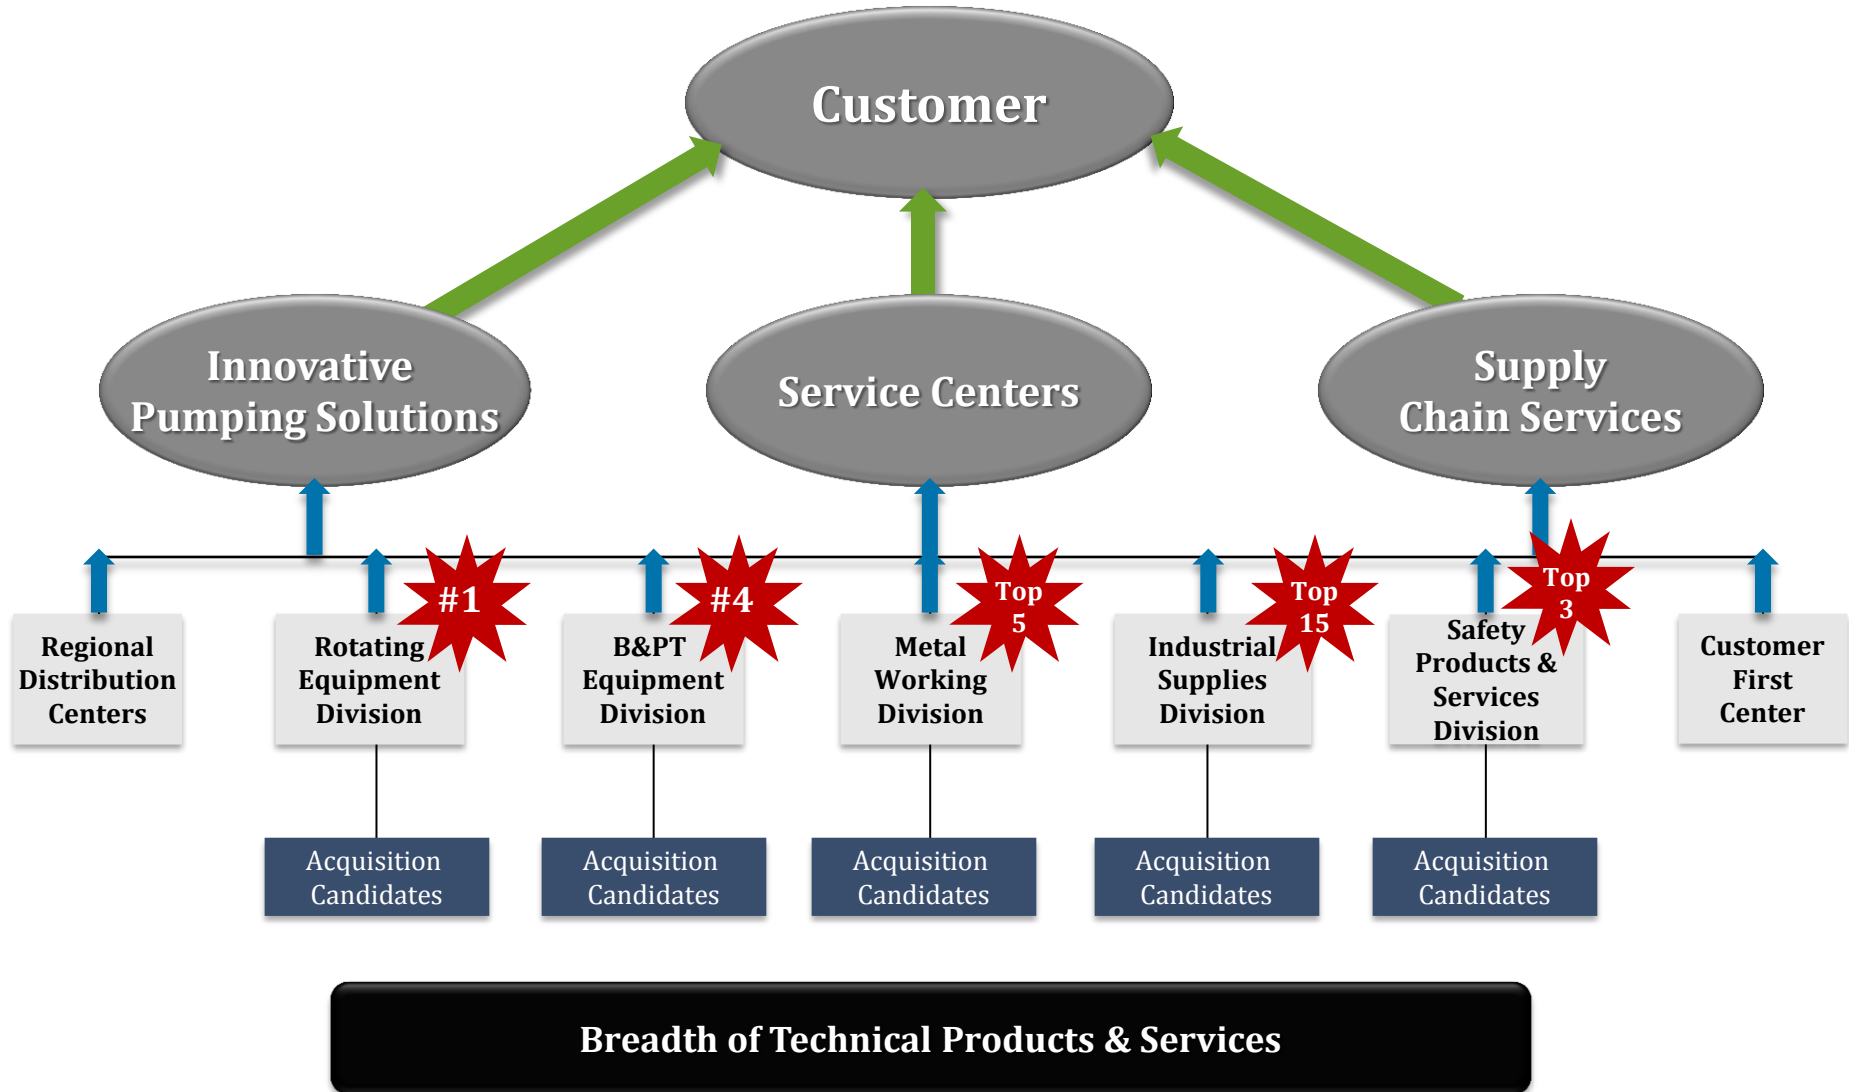 Customer
Innovative
Pumping Solutions
Service Centers
Supply
Chain Services
#1
#4
Top
5
Top
15
Top
3
Regional
Distribution
Centers
Rotating
Equipment
Division
B&PT
Equipment
Division
Metal
Working
Division
Industrial
Supplies
Division
Safety
Products &
Services
Division
Customer
First
Center
Acquisition
Candidates
Acquisition
Candidates
Acquisition
Candidates
Acquisition
Candidates
Acquisition
Candidates
Breadth of Technical Products & Services